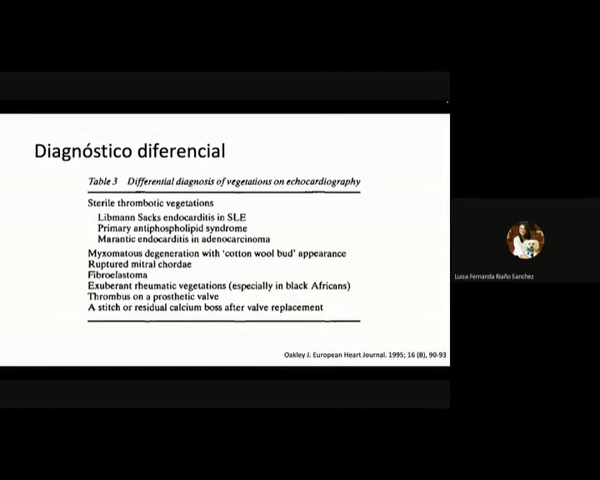 Diagnóstico diferencial
Table 3 Differential diagnosis of vegetations on echocardiography
Sterile thrombotic vegetations
Libmann Sacks endocarditis in SLE
Primary antiphospholipid syndrome
Marantic endocarditis in adenocarcinoma
Myxomatous degeneration with 'cotton wool bud' appearance
Ruptured mitral chordae
Fibroelastoma
Exuberant rheumatic vegetations (especially in black Africans)
Thrombus on a prosthetic valve
A stitch or residual calcium boss after valve replacement
Oakley J. European Heart Journal. 1995; 16 (B), 90-93
Luisa Fernanda Riaño Sanchez